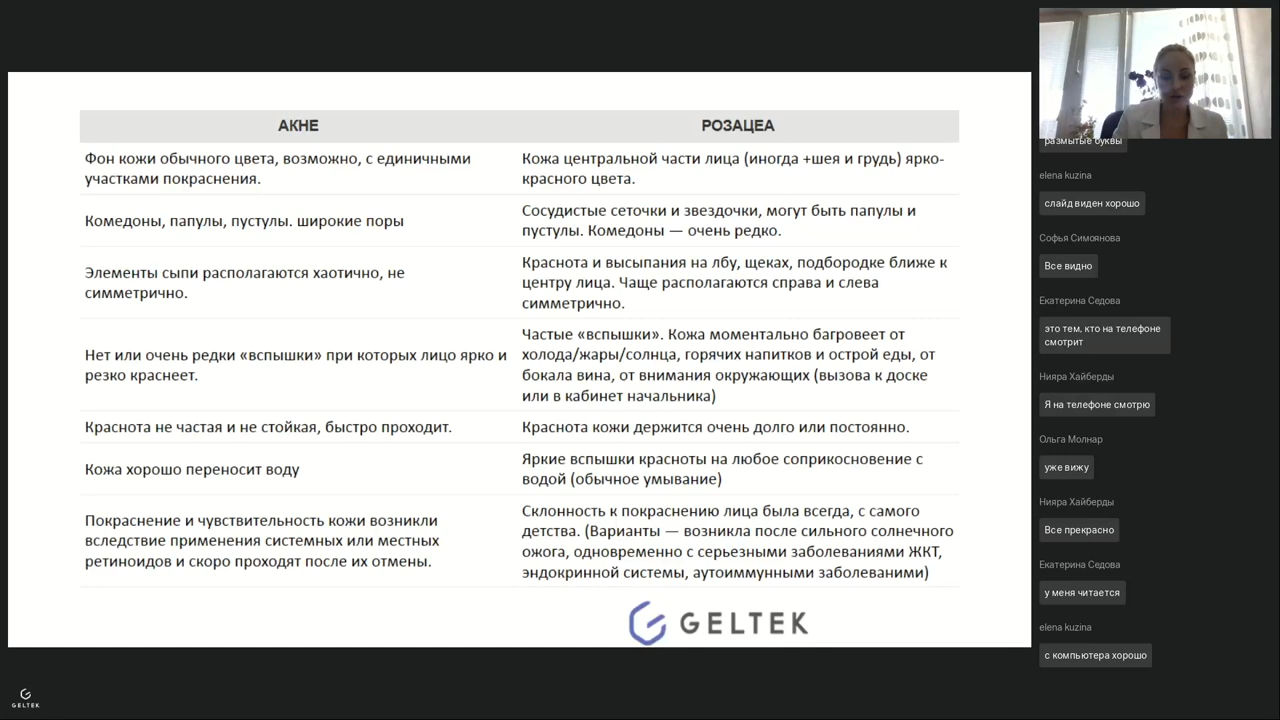 АКНЕ
РОЗАЦЕА
Фон кожи обычного цвета, возможно, с единичными
участками покраснения.
Кожа центральной части лица (иногда +шея и грудь) ярко-
красного цвета.
Комедоны, папулы, пустулы. широкие поры
Сосудистые сеточки и звездочки, могут быть папулы и
пустулы. Комедоны — очень редко.
Элементы сыпи располагаются хаотично, не
симметрично.
Краснота и высыпания на лбу, щеках, подбородке ближе к
центру лица. Чаще располагаются справа и слева
симметрично.
Нет или очень редки «вспышки» при которых лицо ярко и
резко краснеет.
Частые «вспышки». Кожа моментально багровеет от
холода/жары/солнца, горячих напитков и острой еды, от
бокала вина, от внимания окружающих (вызова к доске
или в кабинет начальника)
Краснота не частая и не стойкая, быстро проходит.
Краснота кожи держится очень долго или постоянно.
Кожа хорошо переносит воду
Яркие вспышки красноты на любое соприкосновение с
водой (обычное умывание)
Покраснение и чувствительность кожи возникли
вследствие применения системных или местных
ретиноидов и скоро проходят после их отмены.
Склонность к покраснению лица была всегда, с самого
детства. (Варианты — возникла после сильного солнечного
ожога, одновременно с серьезными заболеваниями ЖКТ,
эндокринной системы, аутоиммунными заболеваними)
GELTEK
GELTEK
размытые буквы
elena kuzina
слайд виден хорошо
Софья Симоянова
Все видно
Екатерина Седова
это тем, кто на телефоне
смотрит
Нияра Хайберды
Я на телефоне смотрю
Ольга Молнар
уже вижу
Нияра Хайберды
Все прекрасно
Екатерина Седова
у меня читается
elena kuzina
с компьютера хорошо